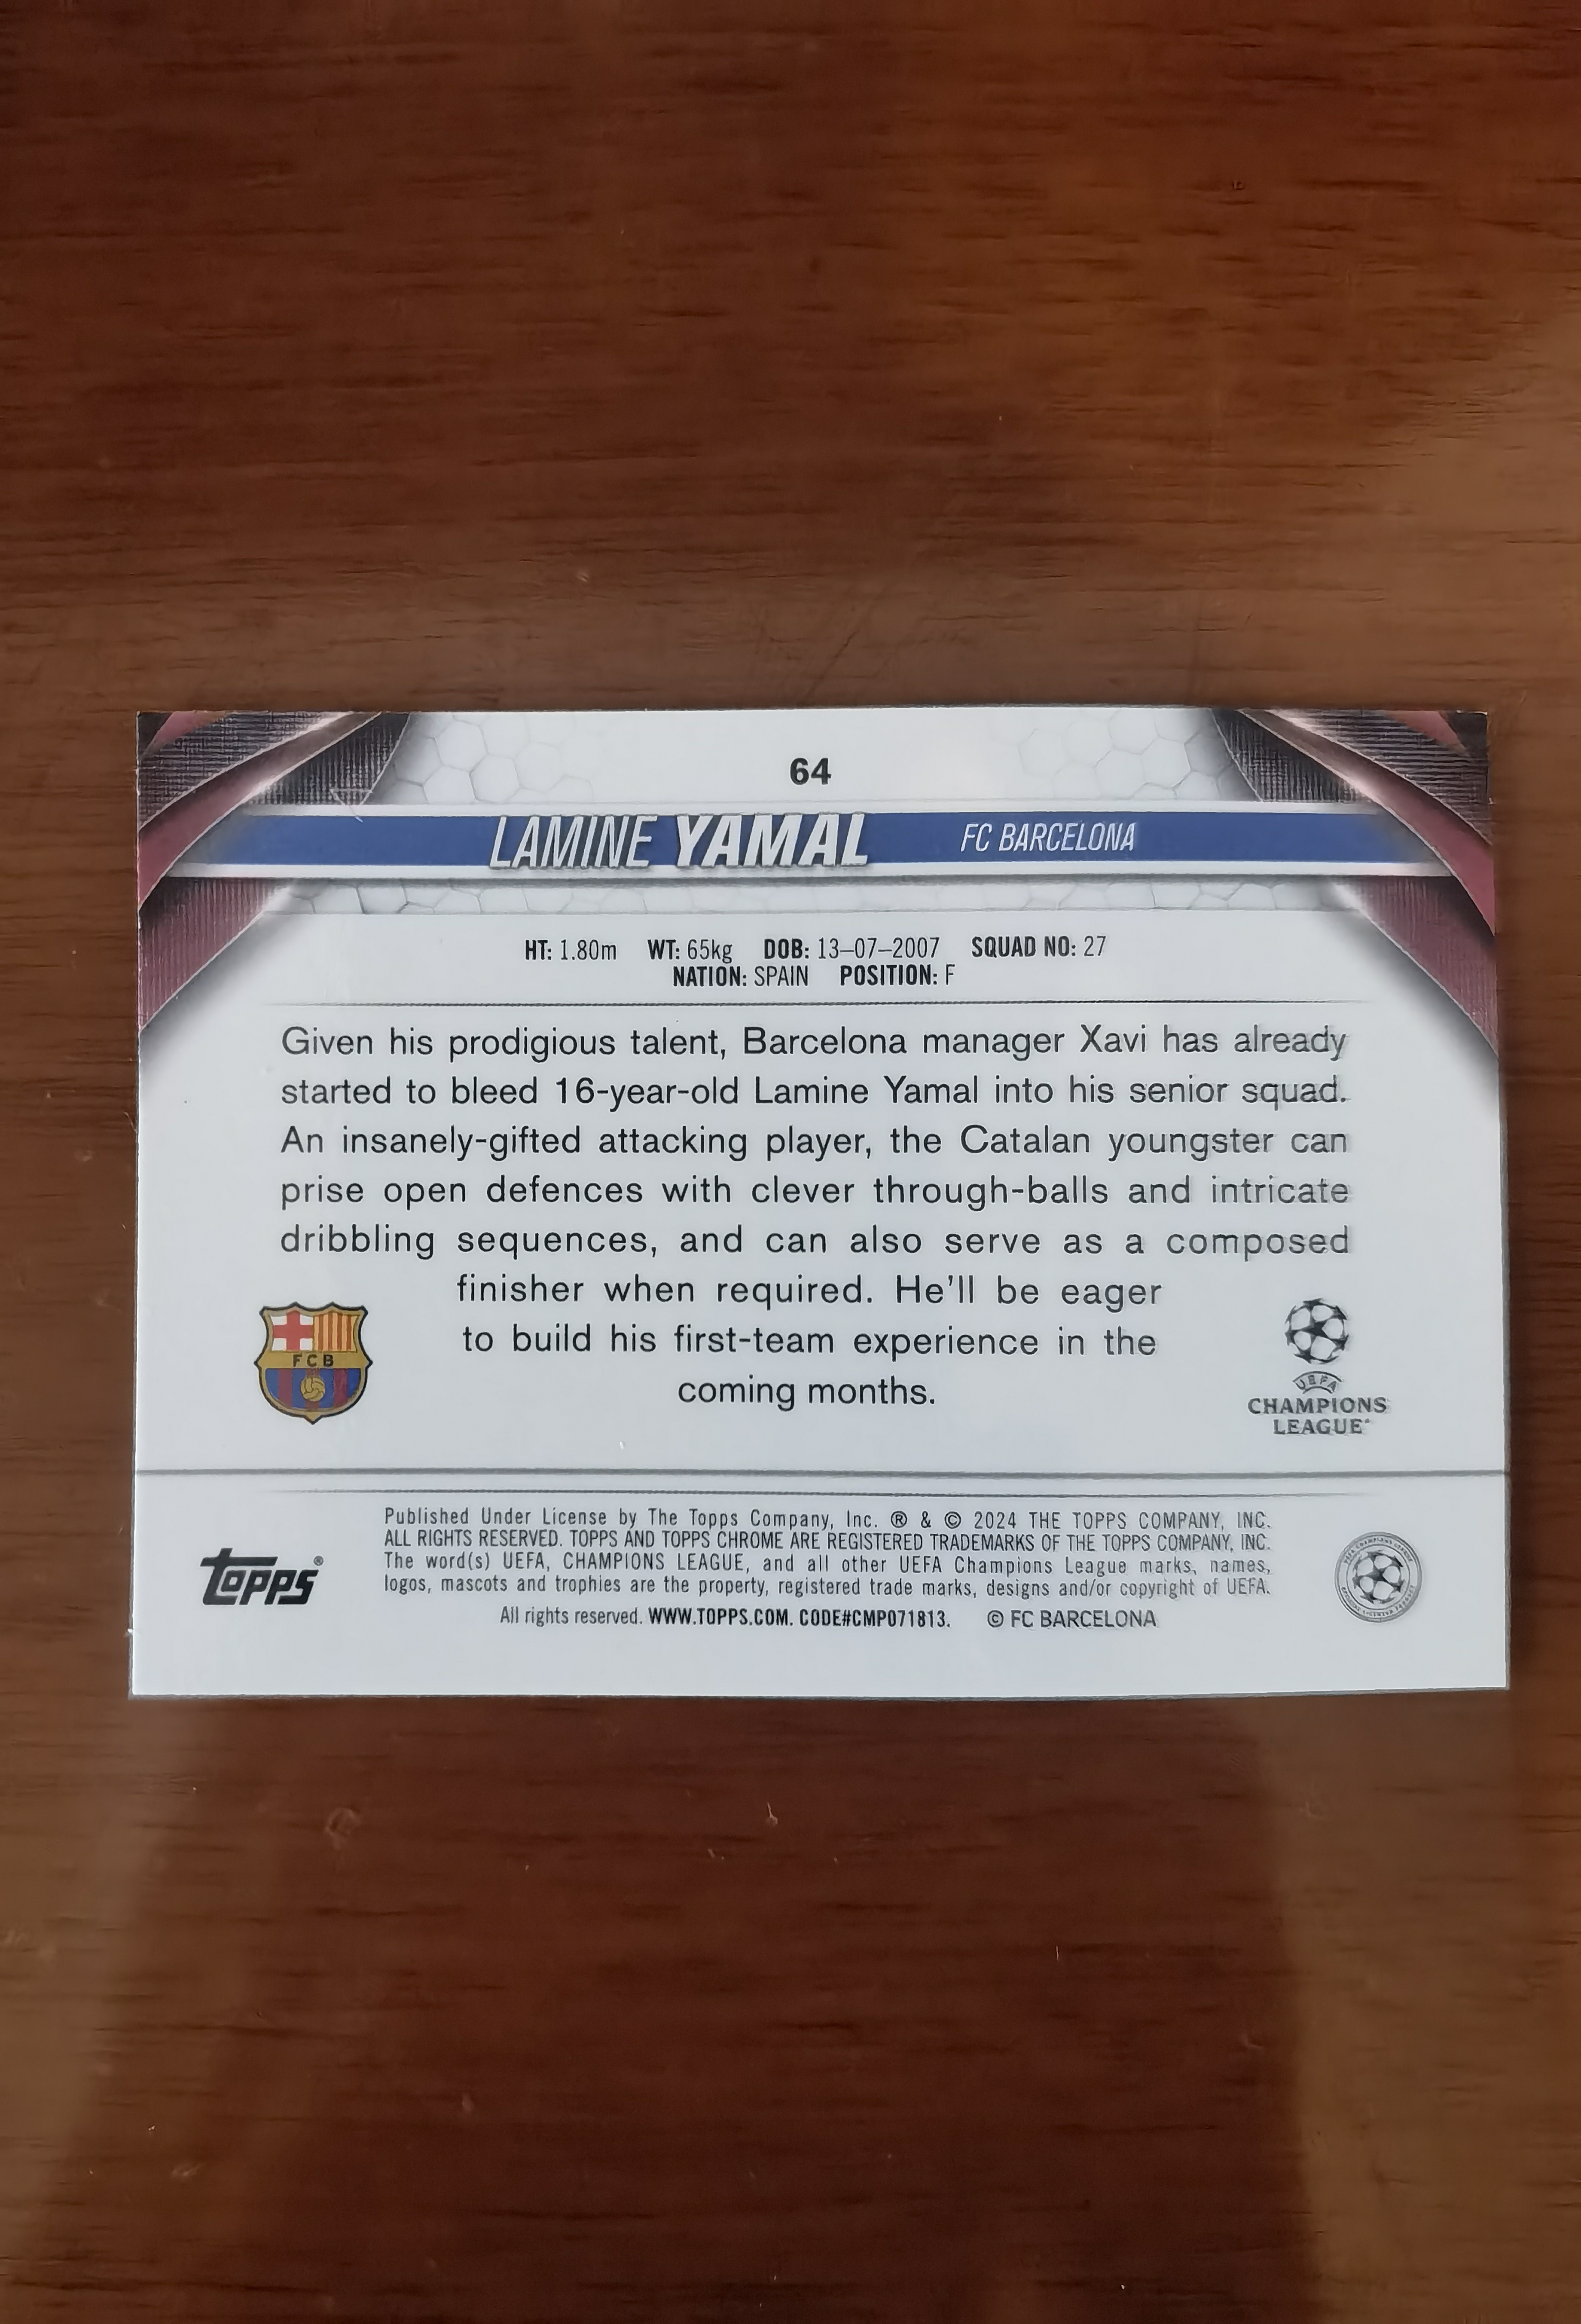 64
LAMINE YAMAL FC BARCELONA
HT: 1.80m WT: 65kg DOB: 13-07-2007 SQUAD NO: 27
NATION: SPAIN POSITION: F
Given his prodigious talent, Barcelona manager Xavi has already
started to bleed 16-year-old Lamine Yamal into his senior squad.
An insanely-gifted attacking player, the Catalan youngster can
prise open defences with clever through-balls and intricate
dribbling sequences, and can also serve as a composed
finisher when required. He'll be eager
to build his first-team experience in the
coming months.
FCB
UEFA
CHAMPIONS
LEAGUE®
topps®
Published Under License by The Topps Company, Inc. ® & © 2024 THE TOPPS COMPANY, INC.
ALL RIGHTS RESERVED. TOPPS AND TOPPS CHROME ARE REGISTERED TRADEMARKS OF THE TOPPS COMPANY, INC.
The word(s) UEFA, CHAMPIONS LEAGUE, and all other UEFA Champions League marks, names,
logos, mascots and trophies are the property, registered trade marks, designs and/or copyright of UEFA.
All rights reserved. WWW.TOPPS.COM. CODE#CMP071813. © FC BARCELONA